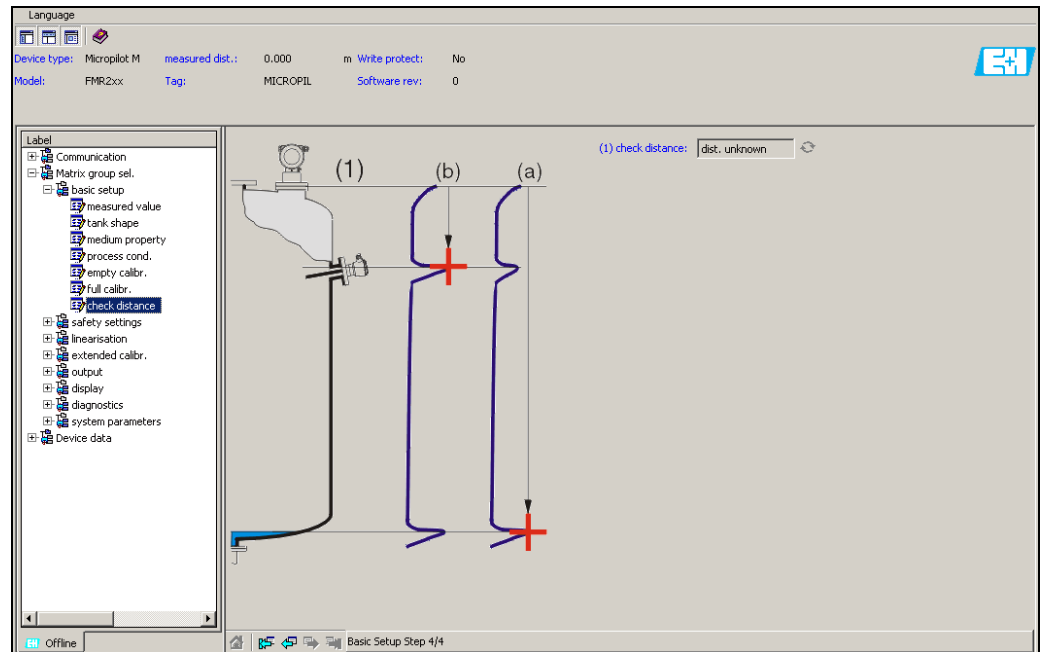 Language
Device type: Micropilot M measured dist.: 0.000 m Write protect: No
Model: FMR2xx Tag: MICROPIL Software rev: 0
E+H
Label
Communication
Matrix group sel.
basic setup
measured value
tank shape
medium property
process cond.
empty calibr.
full calibr.
check distance
safety settings
linearisation
extended calibr.
output
display
diagnostics
system parameters
Device data
(1) (b) (a)
(1) check distance: dist. unknown
Offline
Basic Setup Step 4/4